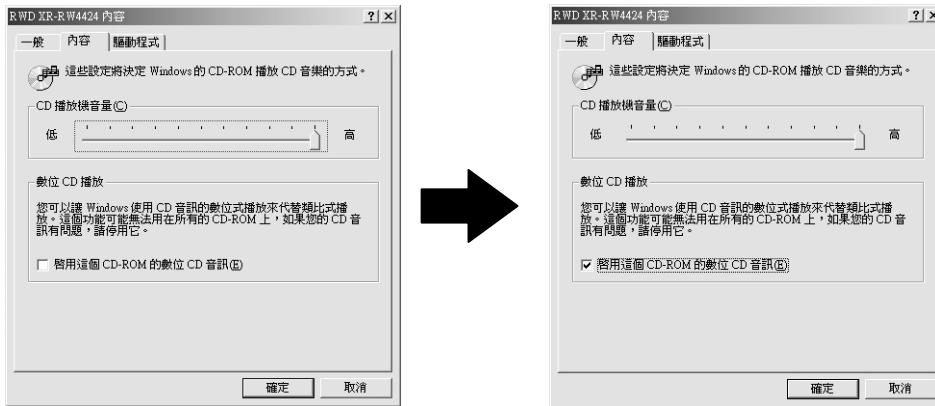 RWD XR-RW4424 內容
一般 內容 驅動程式
這些設定將決定 Windows 的 CD-ROM 播放 CD 音樂的方式。
CD 播放機音量(C)
低 高
數位 CD 播放
您可以讓 Windows 使用 CD 音訊的數位式播放來代替類比式播
放。這個功能可能無法用在所有的 CD-ROM 上，如果您的 CD 音
訊有問題，請停用它。
啓用這個 CD-ROM 的數位 CD 音訊(E)
確定 取消
RWD XR-RW4424 內容
一般 內容 驅動程式
這些設定將決定 Windows 的 CD-ROM 播放 CD 音樂的方式。
CD 播放機音量(C)
低 高
數位 CD 播放
您可以讓 Windows 使用 CD 音訊的數位式播放來代替類比式播
放。這個功能可能無法用在所有的 CD-ROM 上，如果您的 CD 音
訊有問題，請停用它。
啓用這個 CD-ROM 的數位 CD 音訊(E)
確定 取消